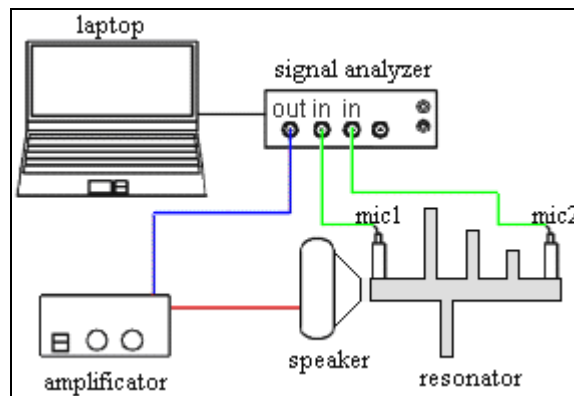 laptop
signal analyzer
out in in
mic1
mic2
speaker
resonator
amplificator